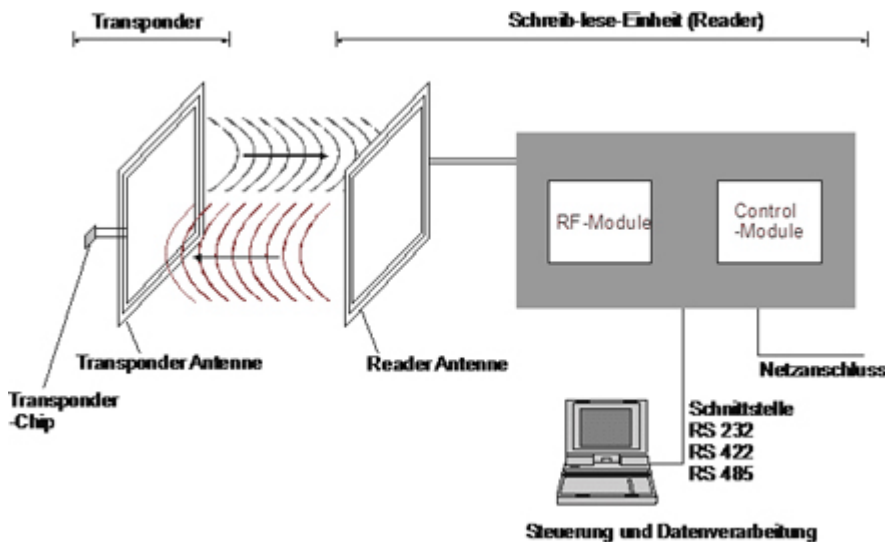 Transponder
Schreib-lese-Einheit (Reader)
RF-Module
Control
-Module
Transponder Antenne
Reader Antenne
Netzanschluss
Transponder
-Chip
Schnittstelle
RS 232
RS 422
RS 485
Steuerung und Datenverarbeitung